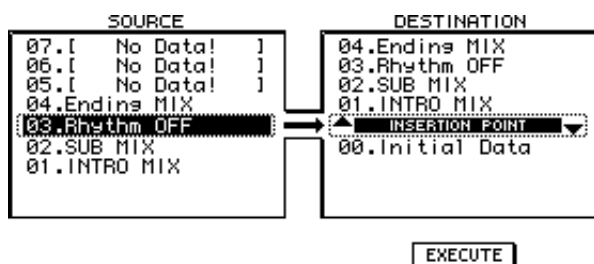 SOURCE
07.[ No Data! ]
06.[ No Data! ]
05.[ No Data! ]
04.Ending MIX
03.Rhythm OFF
02.SUB MIX
01.INTRO MIX
DESTINATION
04.Ending MIX
03.Rhythm OFF
02.SUB MIX
01.INTRO MIX
INSERTION POINT
00.Initial Data
EXECUTE